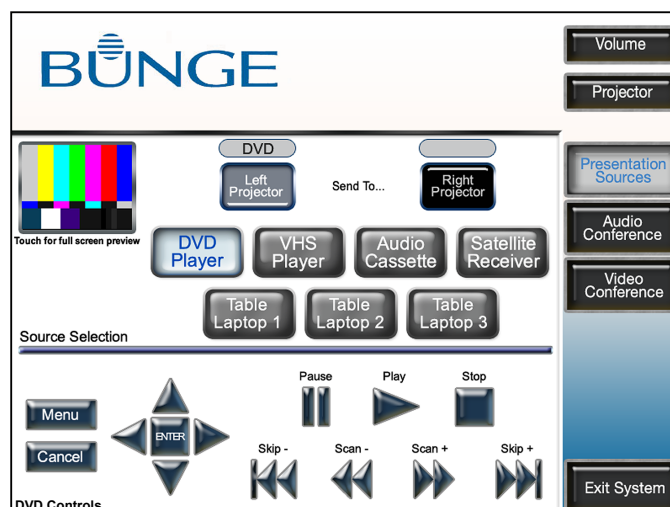 BUNGE
Volume
Projector
DVD
Left
Projector
Send To...
Right
Projector
Presentation
Sources
Touch for full screen preview
DVD
Player
VHS
Player
Audio
Cassette
Satellite
Receiver
Audio
Conference
Table
Laptop 1
Table
Laptop 2
Table
Laptop 3
Video
Conference
Source Selection
Pause
Play
Stop
Menu
ENTER
Cancel
Skip -
Scan -
Scan +
Skip +
Exit System
DVD Controls